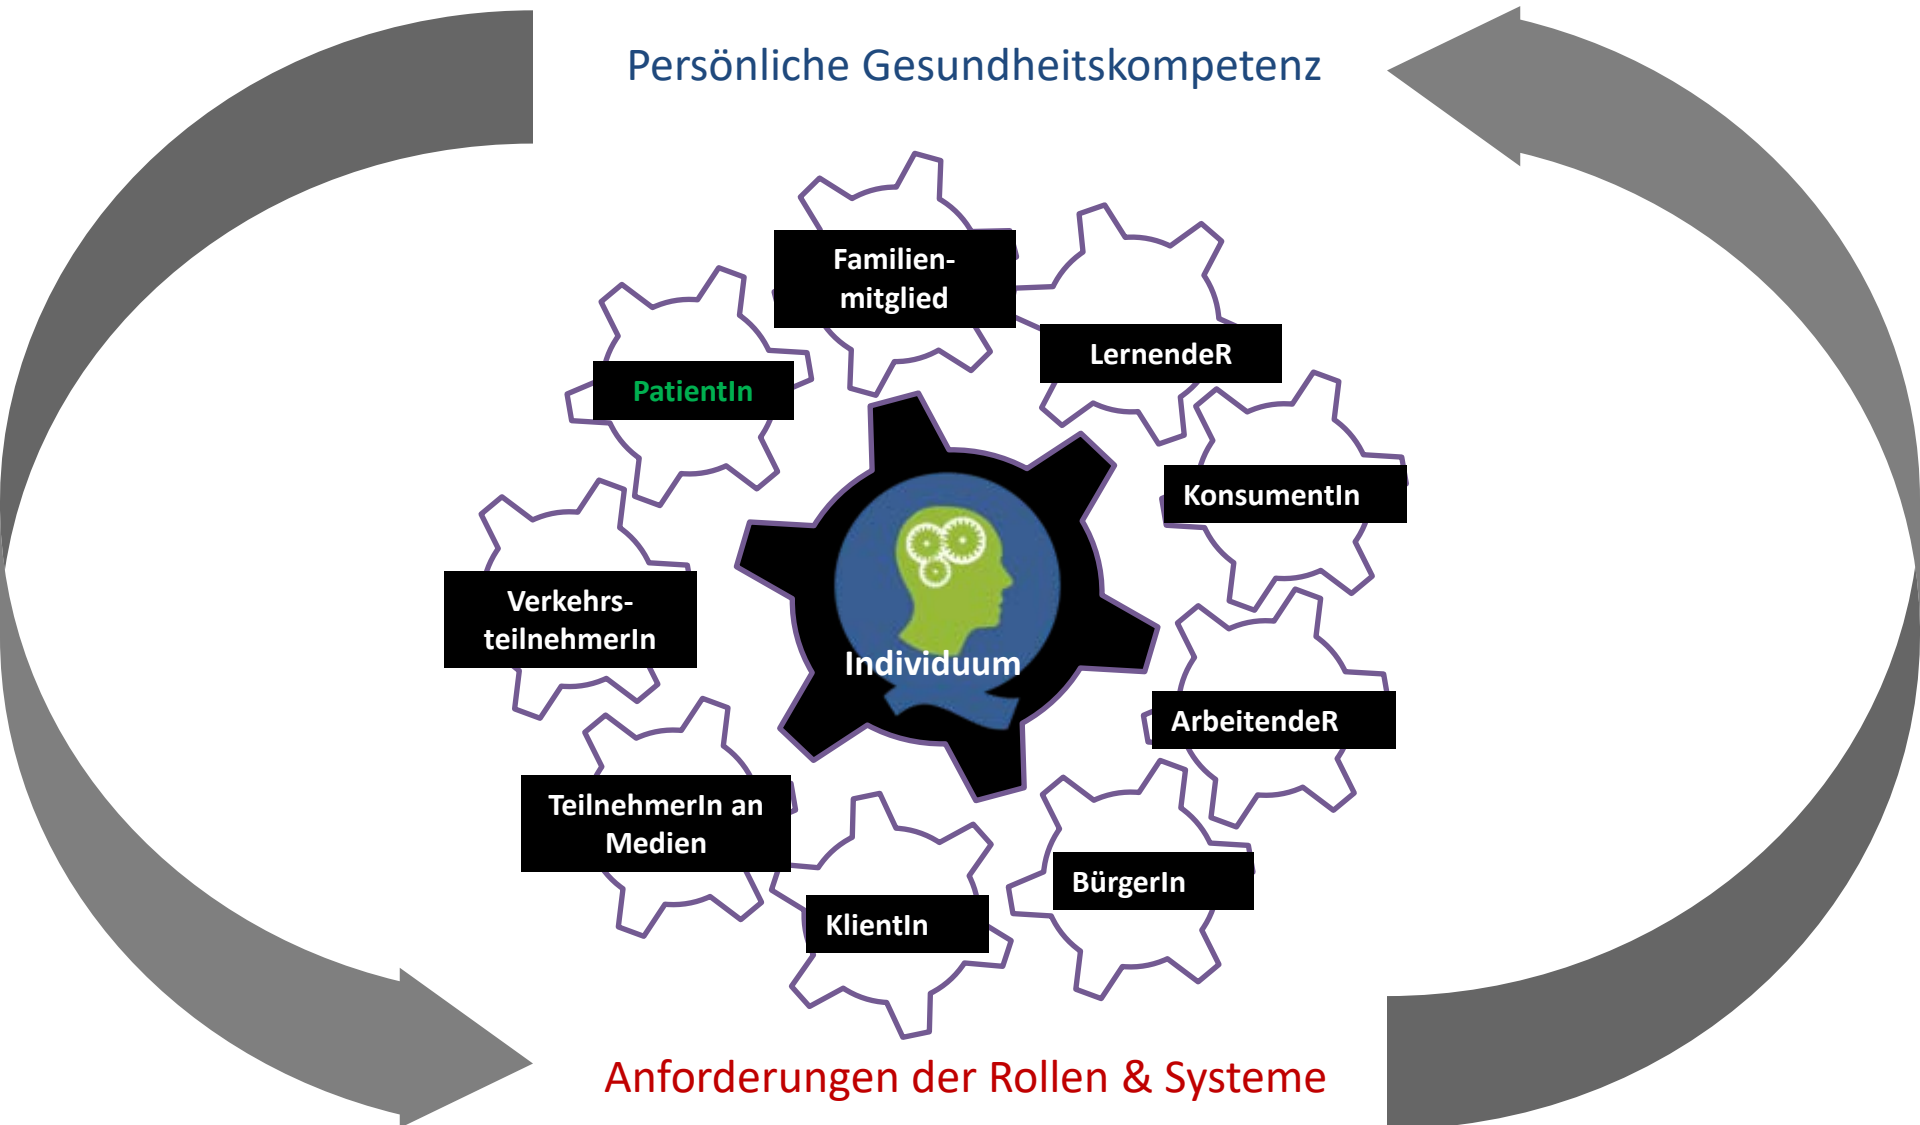 Persönliche Gesundheitskompetenz
Familien-
mitglied
LernendeR
PatientIn
KonsumentIn
Verkehrs-
teilnehmerIn
Individuum
ArbeitendeR
TeilnehmerIn an
Medien
BürgerIn
KlientIn
Anforderungen der Rollen & Systeme